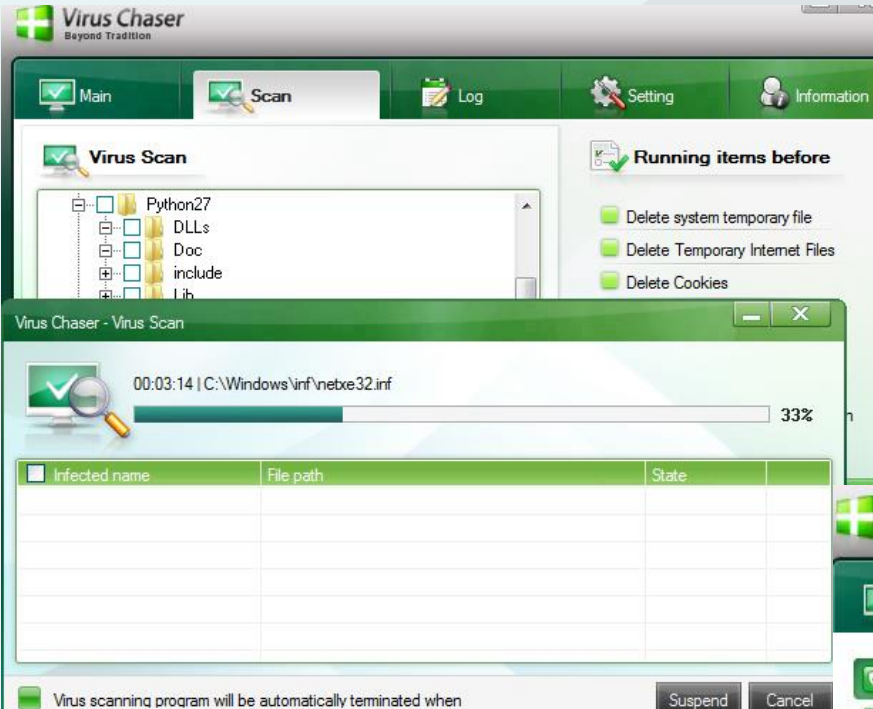 Virus Chaser
Beyond Tradition
Main
Scan
Log
Setting
Information
Virus Scan
Running items before
Python27
DLLs
Doc
include
Lib
Delete system temporary file
Delete Temporary Internet Files
Delete Cookies
Virus Chaser - Virus Scan
00:03:14 | C:\Windows\inf\netxe32.inf
33%
Infected name
File path
State
Virus scanning program will be automatically terminated when
Suspend
Cancel